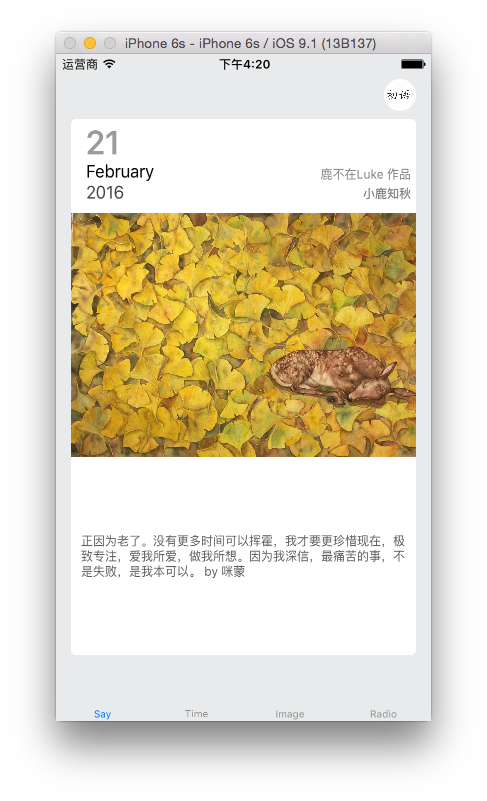 iPhone 6s - iPhone 6s / iOS 9.1 (13B137)
运营商 下午4:20
初语
21
February
2016
鹿不在Luke 作品
小鹿知秋
正因为老了。没有更多时间可以挥霍，我才要更珍惜现在，极
致专注，爱我所爱，做我所想。因为我深信，最痛苦的事，不
是失败，是我本可以。 by 咪蒙
Say Time Image Radio